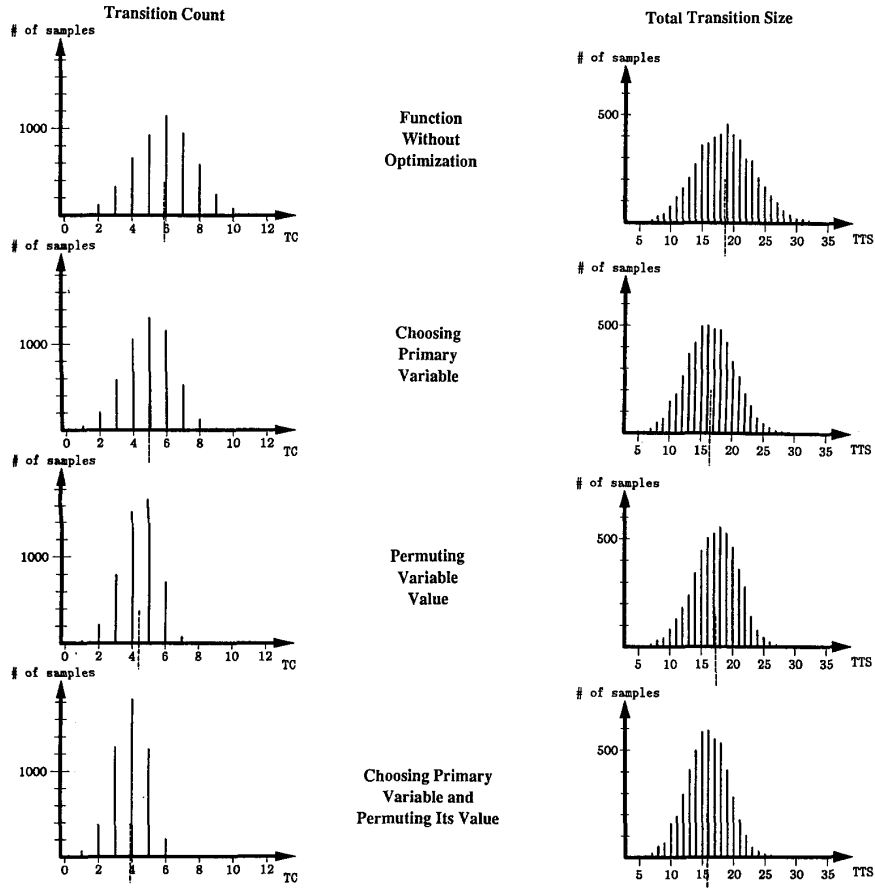 Transition Count
Total Transition Size
# of samples
1000
0 2 4 6 8 10 12 TC
Function
Without
Optimization
# of samples
500
5 10 15 20 25 30 35 TTS
# of samples
1000
0 2 4 6 8 10 12 TC
Choosing
Primary
Variable
# of samples
500
5 10 15 20 25 30 35 TTS
# of samples
1000
0 2 4 6 8 10 12 TC
Permuting
Variable
Value
# of samples
500
5 10 15 20 25 30 35 TTS
# of samples
1000
0 2 4 6 8 10 12 TC
Choosing Primary
Variable and
Permuting Its Value
# of samples
500
5 10 15 20 25 30 35 TTS